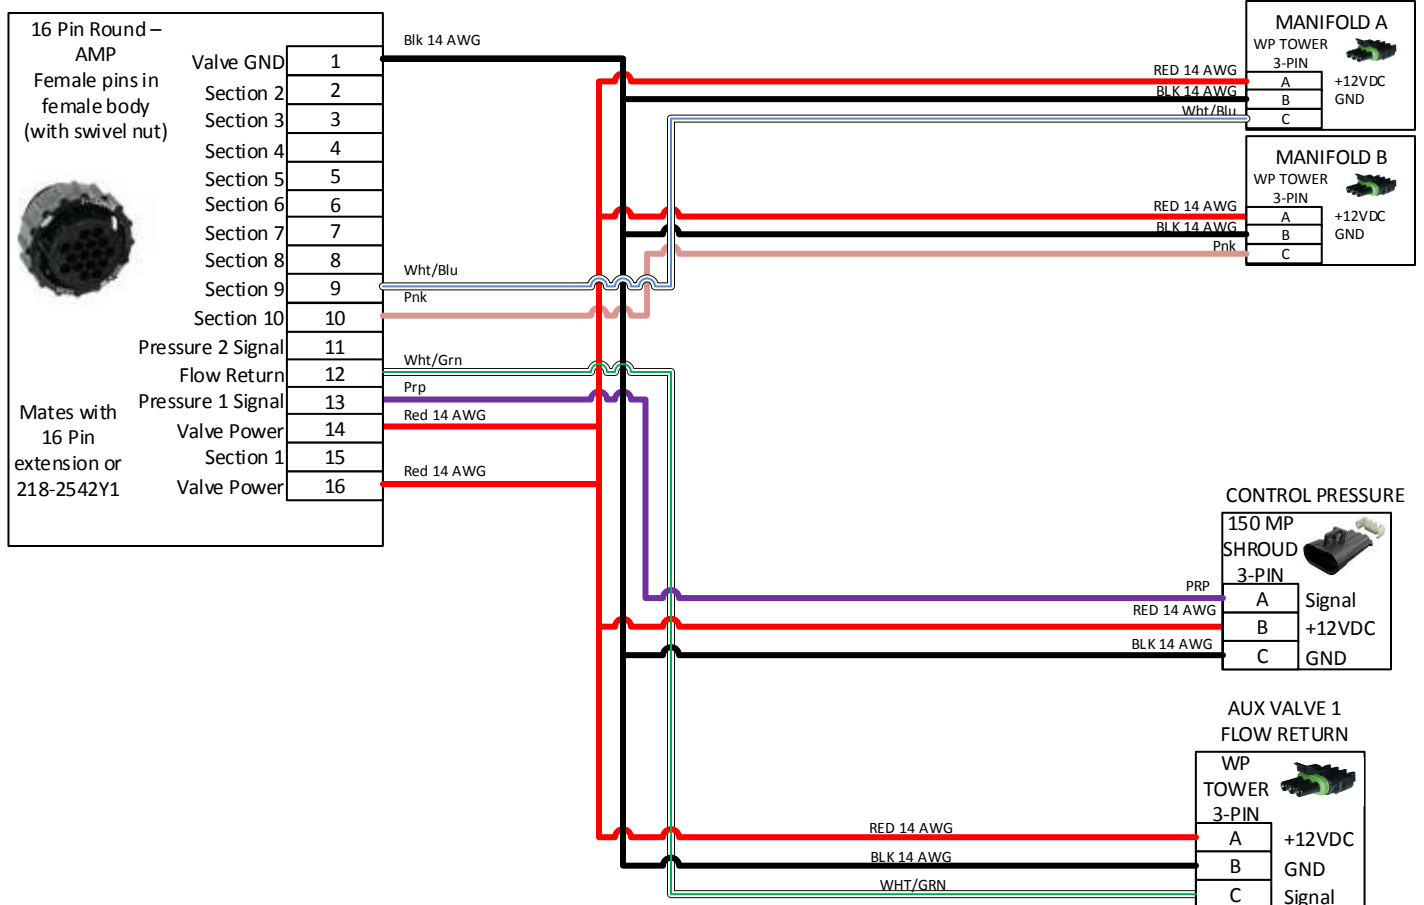 16 Pin Round –
AMP
Female pins in
female body
(with swivel nut)
Mates with
16 Pin
extension or
218-2542Y1
Valve GND 1
Section 2 2
Section 3 3
Section 4 4
Section 5 5
Section 6 6
Section 7 7
Section 8 8
Section 9 9
Section 10 10
Pressure 2 Signal 11
Flow Return 12
Pressure 1 Signal 13
Valve Power 14
Section 1 15
Valve Power 16
Blk 14 AWG
Wht/Blu
Pnk
Wht/Grn
Prp
Red 14 AWG
Red 14 AWG
MANIFOLD A
WP TOWER
3-PIN
RED 14 AWG A +12VDC
BLK 14 AWG B GND
Wht/Blu C
MANIFOLD B
WP TOWER
3-PIN
RED 14 AWG A +12VDC
BLK 14 AWG B GND
Pnk C
CONTROL PRESSURE
150 MP
SHROUD
3-PIN
PRP A Signal
RED 14 AWG B +12VDC
BLK 14 AWG C GND
AUX VALVE 1
FLOW RETURN
WP
TOWER
3-PIN
RED 14 AWG A +12VDC
BLK 14 AWG B GND
WHT/GRN C Signal